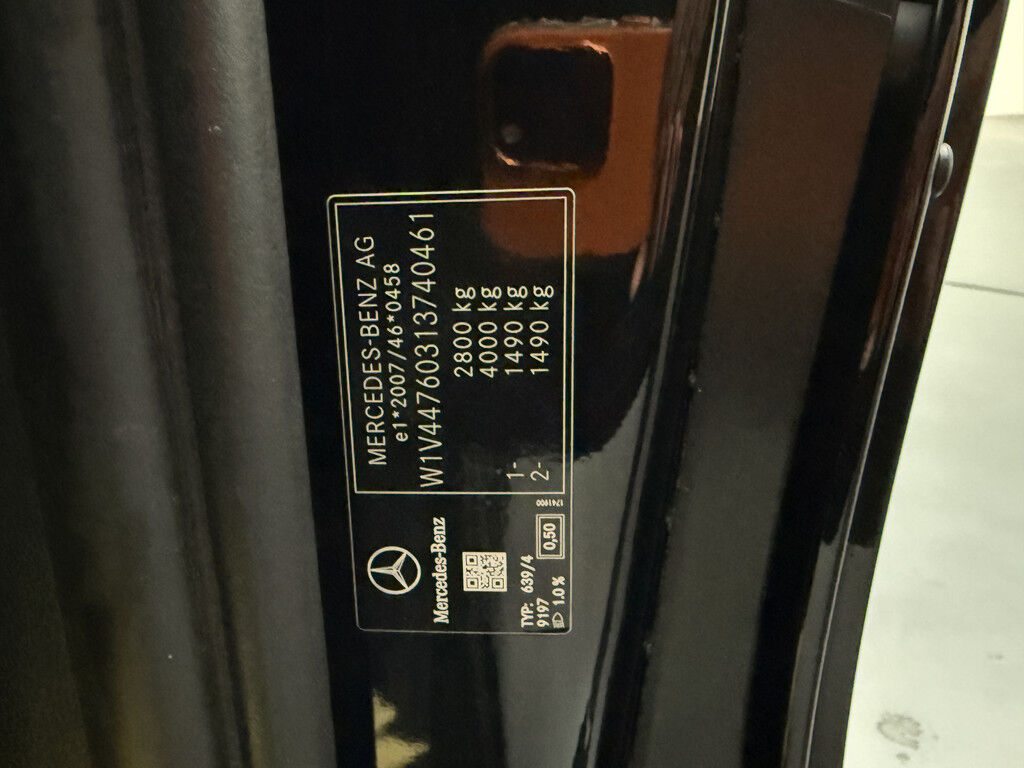 MERCEDES-BENZ AG
e1*2007/46*0458
W1V44760313740461
2800 kg
4000 kg
1- 1490 kg
2- 1490 kg
Mercedes-Benz
TYP: 639/4
9197
1.0 %
0,50
1741900